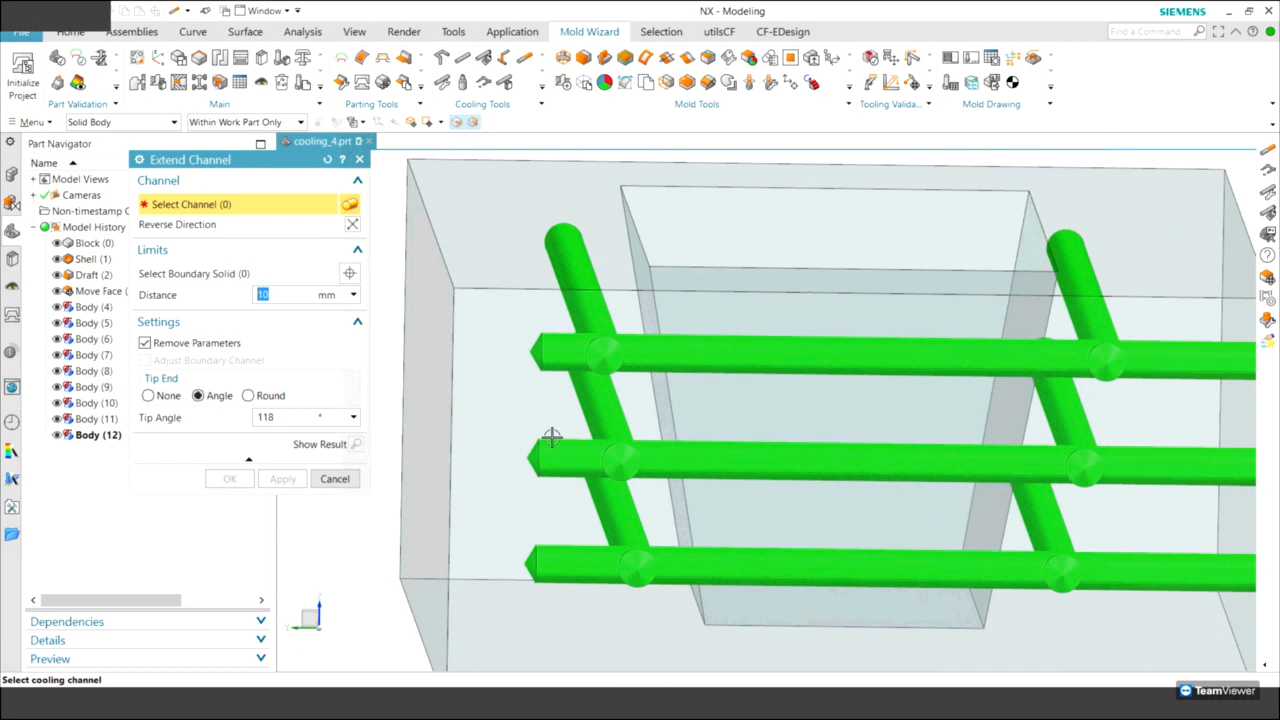 Window
NX - Modeling
SIEMENS
File
Home
Assemblies
Curve
Surface
Analysis
View
Render
Tools
Application
Mold Wizard
Selection
utilsCF
CF-EDesign
Find a Command
Initialize
Project
Part Validation
Main
Parting Tools
Cooling Tools
Mold Tools
Tooling Valida...
Mold Drawing
Menu
Solid Body
Within Work Part Only
Part Navigator
cooling_4.prt
Name
Extend Channel
Model Views
Channel
Cameras
* Select Channel (0)
Non-timestamp G
Reverse Direction
Model History
Block (0)
Limits
Shell (1)
Select Boundary Solid (0)
Draft (2)
Move Face (
Distance
10
mm
Body (4)
Body (5)
Settings
Body (6)
Remove Parameters
Body (7)
Adjust Boundary Channel
Body (8)
Tip End
Body (9)
None
Angle
Round
Body (10)
Body (11)
Tip Angle
118
°
Body (12)
Show Result
OK
Apply
Cancel
Dependencies
Details
Preview
Select cooling channel
TeamViewer